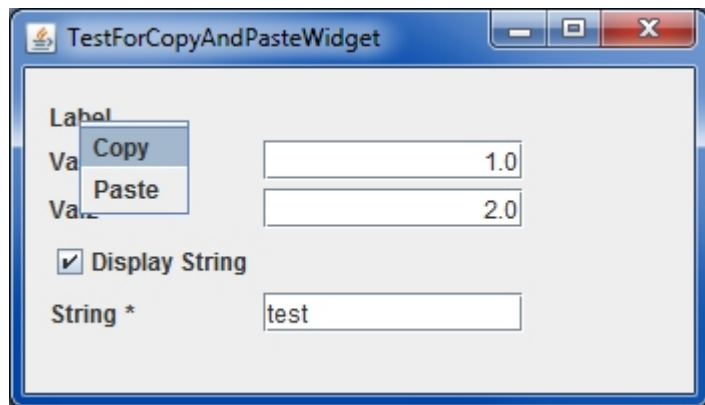 TestForCopyAndPasteWidget
Label
Copy
1.0
Paste
2.0
Display String
String * test